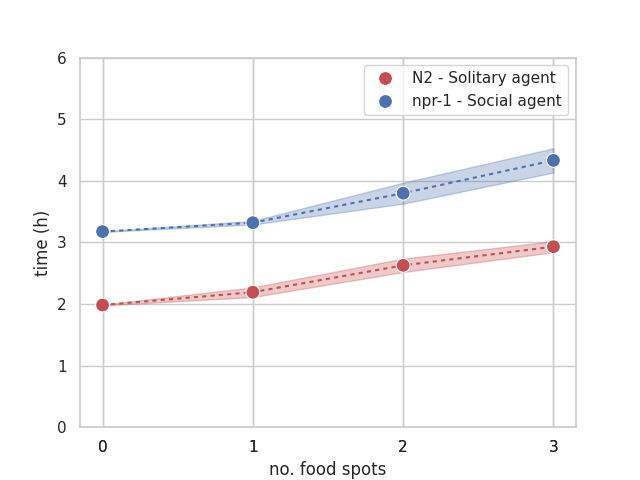 6
5
4
3
2
1
0
time (h)
N2 - Solitary agent
npr-1 - Social agent
0 1 2 3
no. food spots